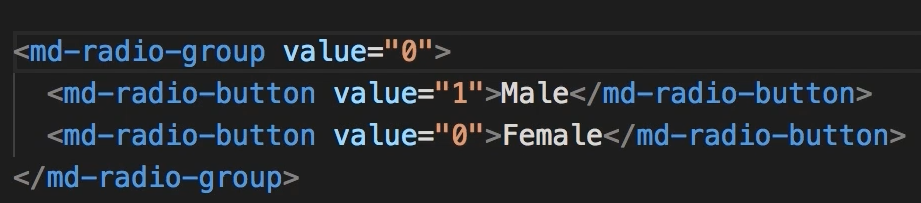 <md-radio-group value="0">
<md-radio-button value="1">Male</md-radio-button>
<md-radio-button value="0">Female</md-radio-button>
</md-radio-group>